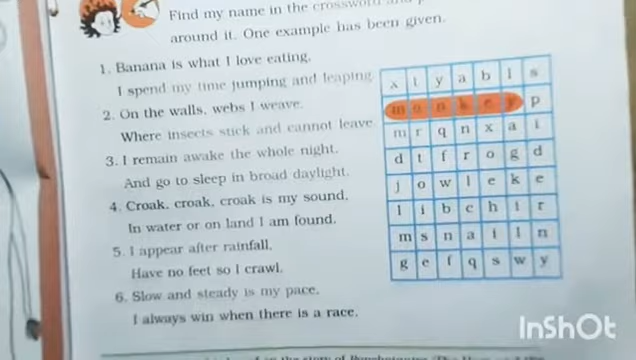 Find my name in the crossword and
around it. One example has been given.
1. Banana is what I love eating,
I spend my time jumping and leaping.
2. On the walls, webs I weave.
Where insects stick and cannot leave.
3. I remain awake the whole night,
And go to sleep in broad daylight.
4. Croak, croak, croak is my sound,
In water or on land I am found.
5. I appear after rainfall,
Have no feet so I crawl.
6. Slow and steady is my pace,
I always win when there is a race.
x t y a b l s
m o n k e y p
m r q n x a i
d t f r o g d
j o w l e k e
l i b c h i r
m s n a i l n
g e f q s w y
InShOt